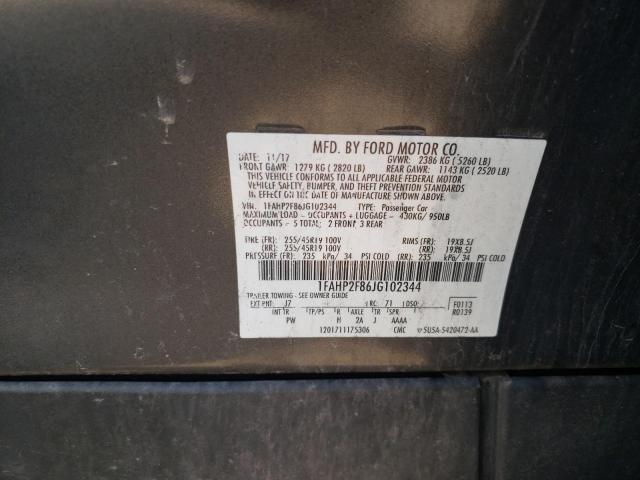 MFD. BY FORD MOTOR CO.
DATE: 11/17 GVWR: 2386 KG ( 5260 LB)
FRONT GAWR: 1279 KG ( 2820 LB) REAR GAWR: 1143 KG ( 2520 LB)
THIS VEHICLE CONFORMS TO ALL APPLICABLE FEDERAL MOTOR
VEHICLE SAFETY, BUMPER, AND THEFT PREVENTION STANDARDS
IN EFFECT ON THE DATE OF MANUFACTURE SHOWN ABOVE.
VIN: 1FAHP2F86JG102344 TYPE: Passenger Car
MAXIMUM LOAD - OCCUPANTS + LUGGAGE = 430KG/ 950LB
OCCUPANTS - 5 TOTAL: 2 FRONT 3 REAR
TIRE (FR): 255/45R19 100V RIMS (FR): 19X8.5J
(RR): 255/45R19 100V (RR): 19X8.5J
PRESSURE (FR): 235 kPa/ 34 PSI COLD (RR): 235 kPa/ 34 PSI COLD
1FAHP2F86JG102344
TRAILER TOWING - SEE OWNER GUIDE
EXT PNT: J7 RC: 71 DSO: F0113
INT TR TP/PS R AXLE TR SPR R0139
PW H 2A J AAAA
1201711175306 CMC 5U5A-5420472-AA